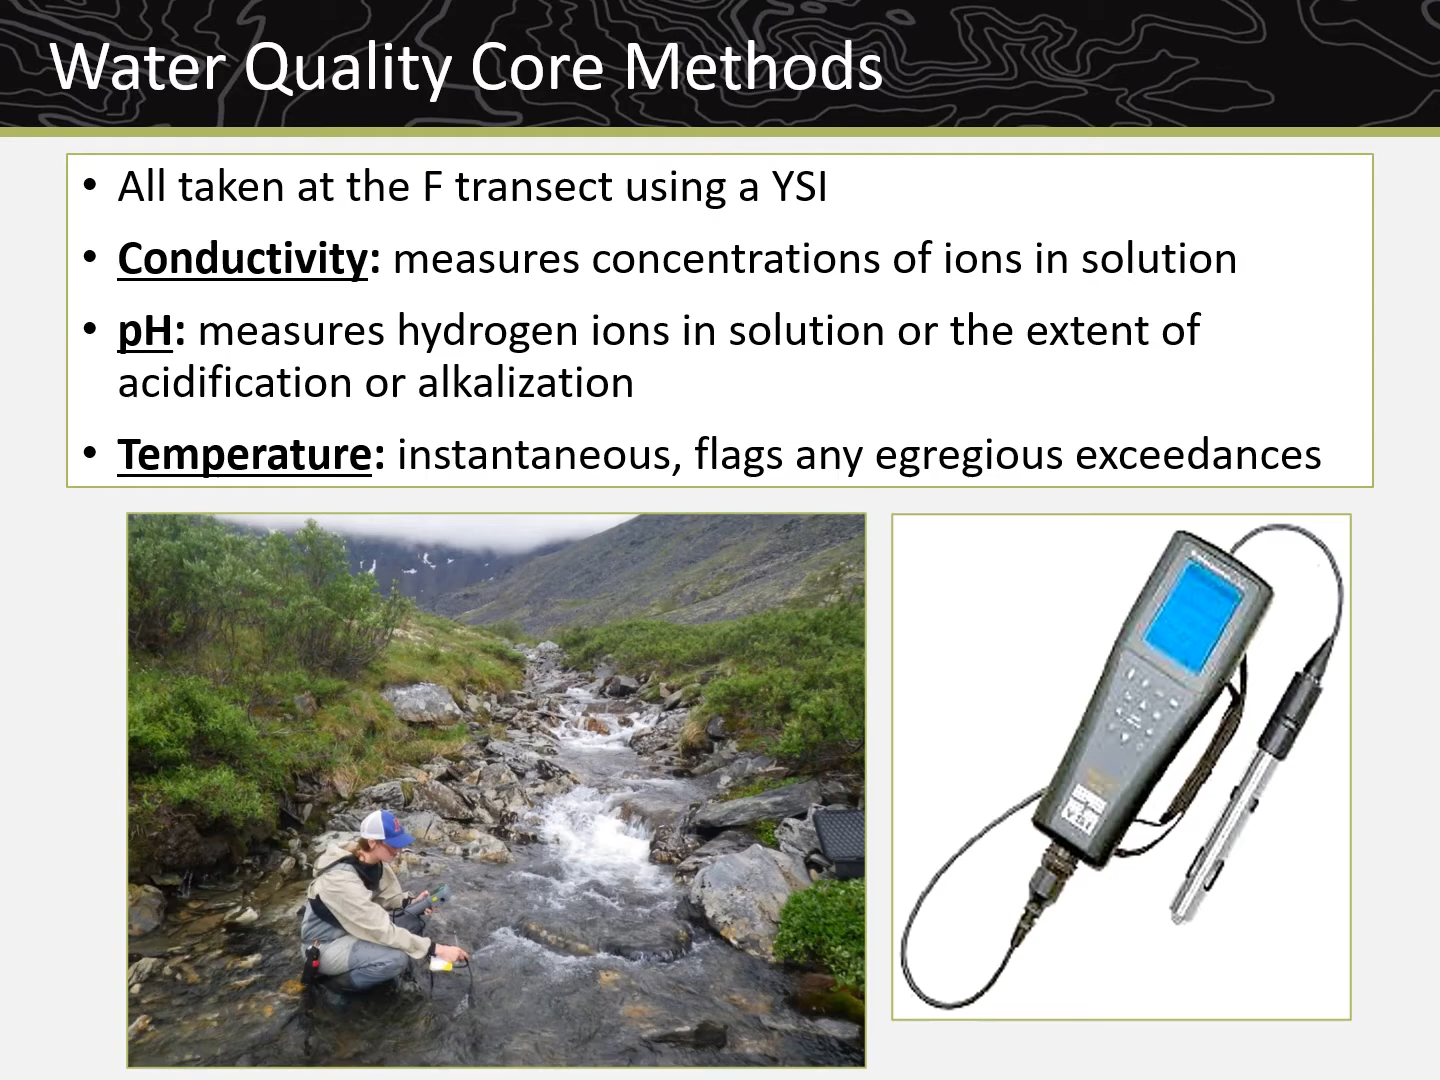 Water Quality Core Methods
• All taken at the F transect using a YSI
• Conductivity: measures concentrations of ions in solution
• pH: measures hydrogen ions in solution or the extent of
acidification or alkalization
• Temperature: instantaneous, flags any egregious exceedances